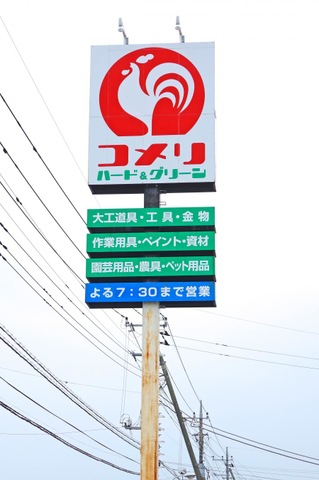 コメリ
ハード&グリーン
大工道具・工具・金物
作業用具・ペイント・資材
園芸用品・農具・ペット用品
よる7:30まで営業